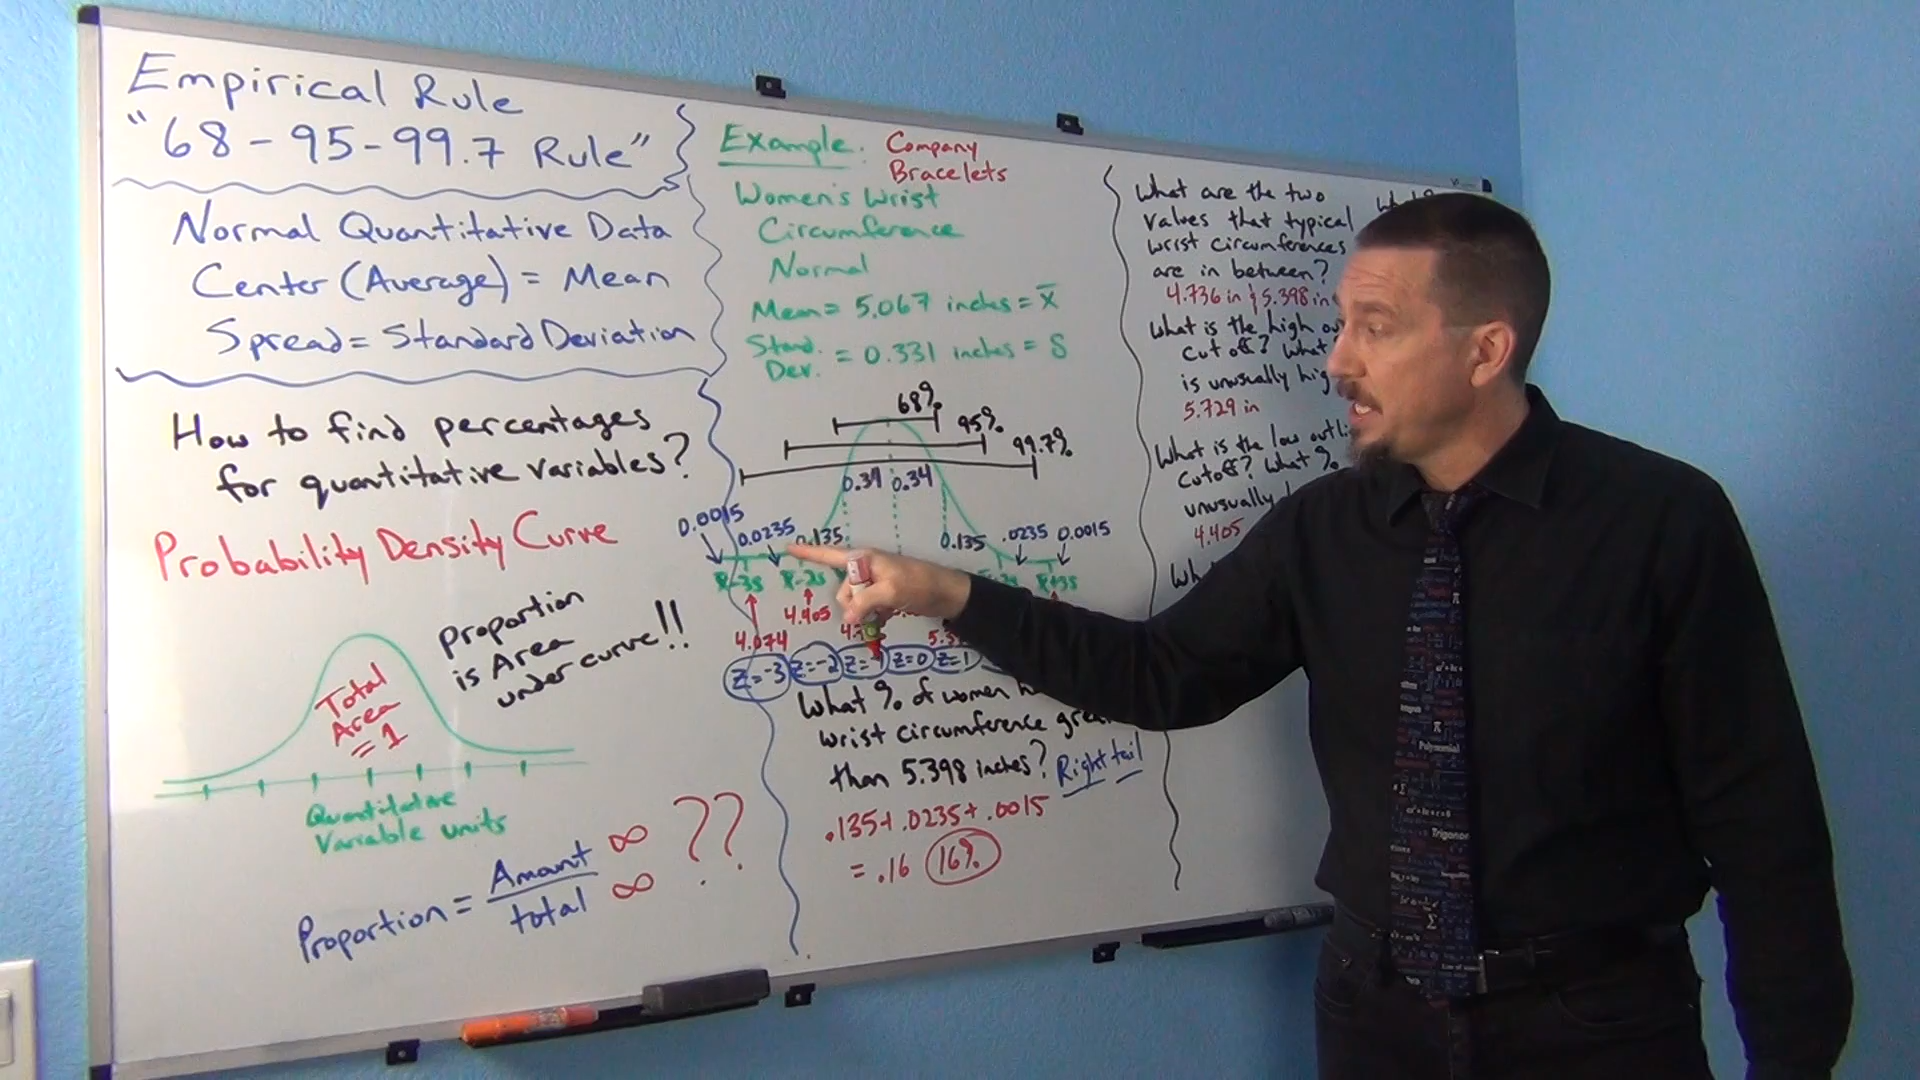 Empirical Rule
"68-95-99.7 Rule"
Normal Quantitative Data
Center (Average) = Mean
Spread = Standard Deviation
How to find percentages
for quantitative variables?
Probability Density Curve
proportion
is Area
under curve!!
Total
Area
= 1
Quantitative
Variable units
Proportion = Amount ∞ ??
total ∞
Example: Company
Bracelets
Women's Wrist
Circumference
Normal
Mean = 5.067 inches = x̄
Stand. Dev. = 0.331 inches = S
68%
95%
99.7%
0.34 0.34
0.0015 0.0235 0.135 0.135 .0235 0.0015
x̄-3s x̄-2s x̄+3s
4.405
4.074
Z=-3 Z=-2 Z=-1 Z=0 Z=1
What % of women
wrist circumference
than 5.398 inches? Right tail
.135+.0235+.0015
= .16 16%
What are the two
values that typical
wrist circumferences
are in between?
4.736 in & 5.398 in
What is the high
cut off? What
is unusually
5.729 in
What is the low
cutoff? What %
unusually
4.405
π
Polynomial
π
Σ